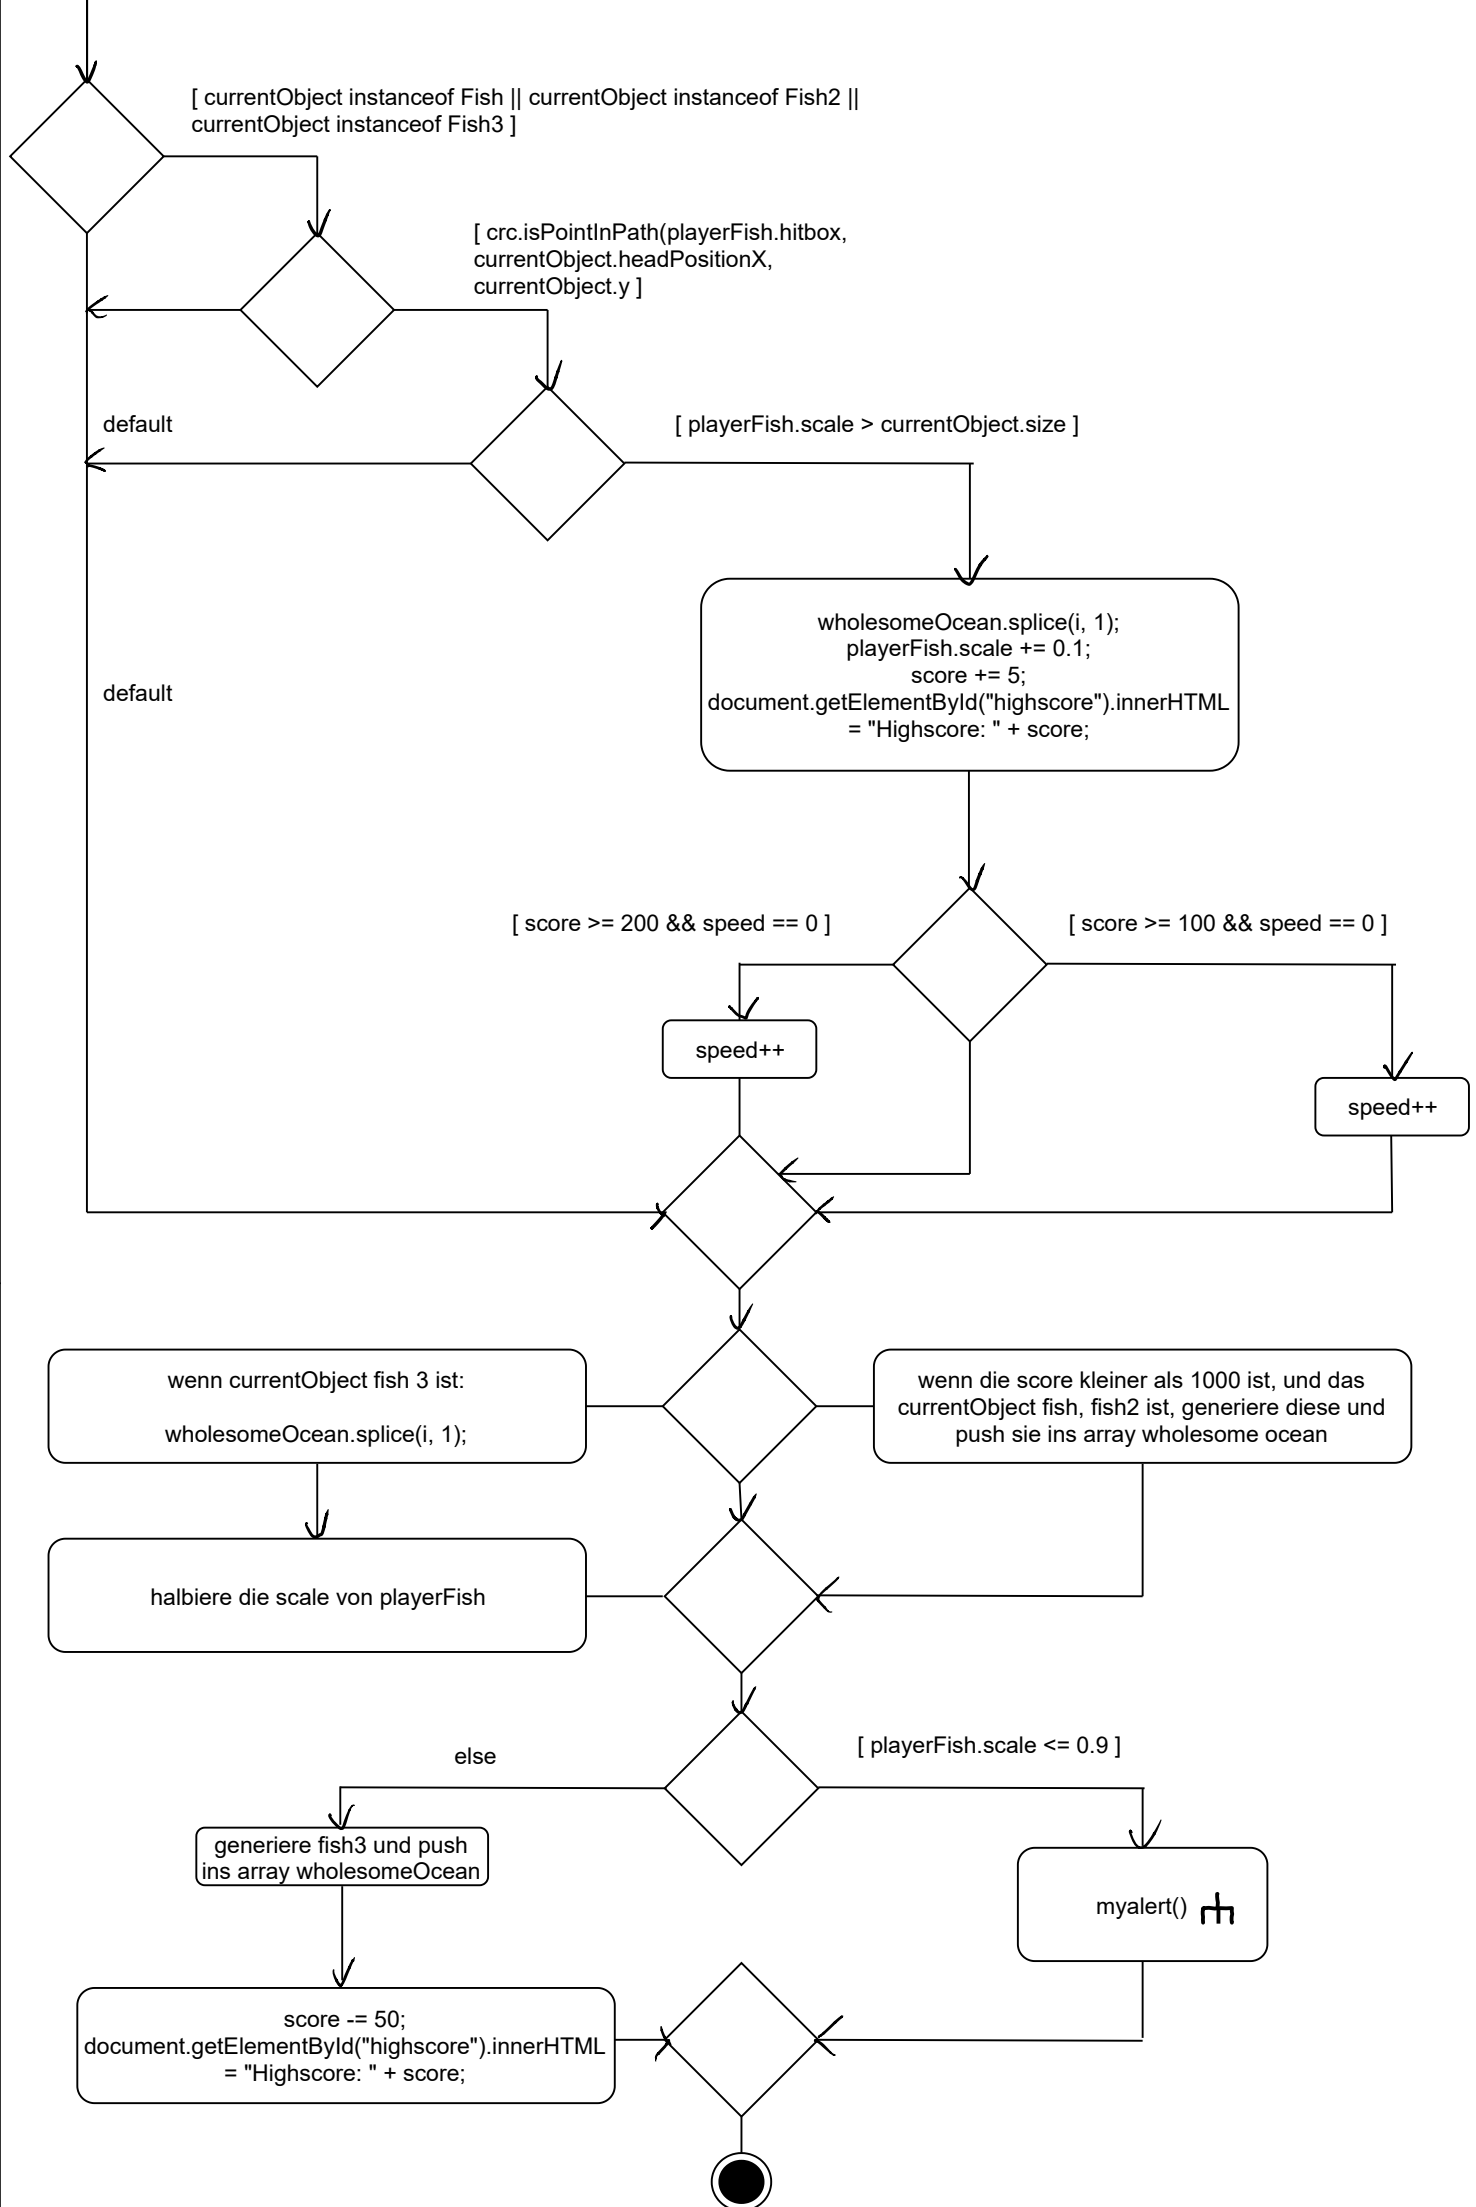 [ currentObject instanceof Fish || currentObject instanceof Fish2 ||
currentObject instanceof Fish3 ]
[ crc.isPointInPath(playerFish.hitbox,
currentObject.headPositionX,
currentObject.y ]
default
[ playerFish.scale > currentObject.size ]
wholesomeOcean.splice(i, 1);
playerFish.scale += 0.1;
score += 5;
document.getElementById("highscore").innerHTML
= "Highscore: " + score;
default
[ score >= 200 && speed == 0 ]
[ score >= 100 && speed == 0 ]
speed++
speed++
wenn currentObject fish 3 ist:
wholesomeOcean.splice(i, 1);
wenn die score kleiner als 1000 ist, und das
currentObject fish, fish2 ist, generiere diese und
push sie ins array wholesome ocean
halbiere die scale von playerFish
else
[ playerFish.scale <= 0.9 ]
generiere fish3 und push
ins array wholesomeOcean
myalert()
score -= 50;
document.getElementById("highscore").innerHTML
= "Highscore: " + score;